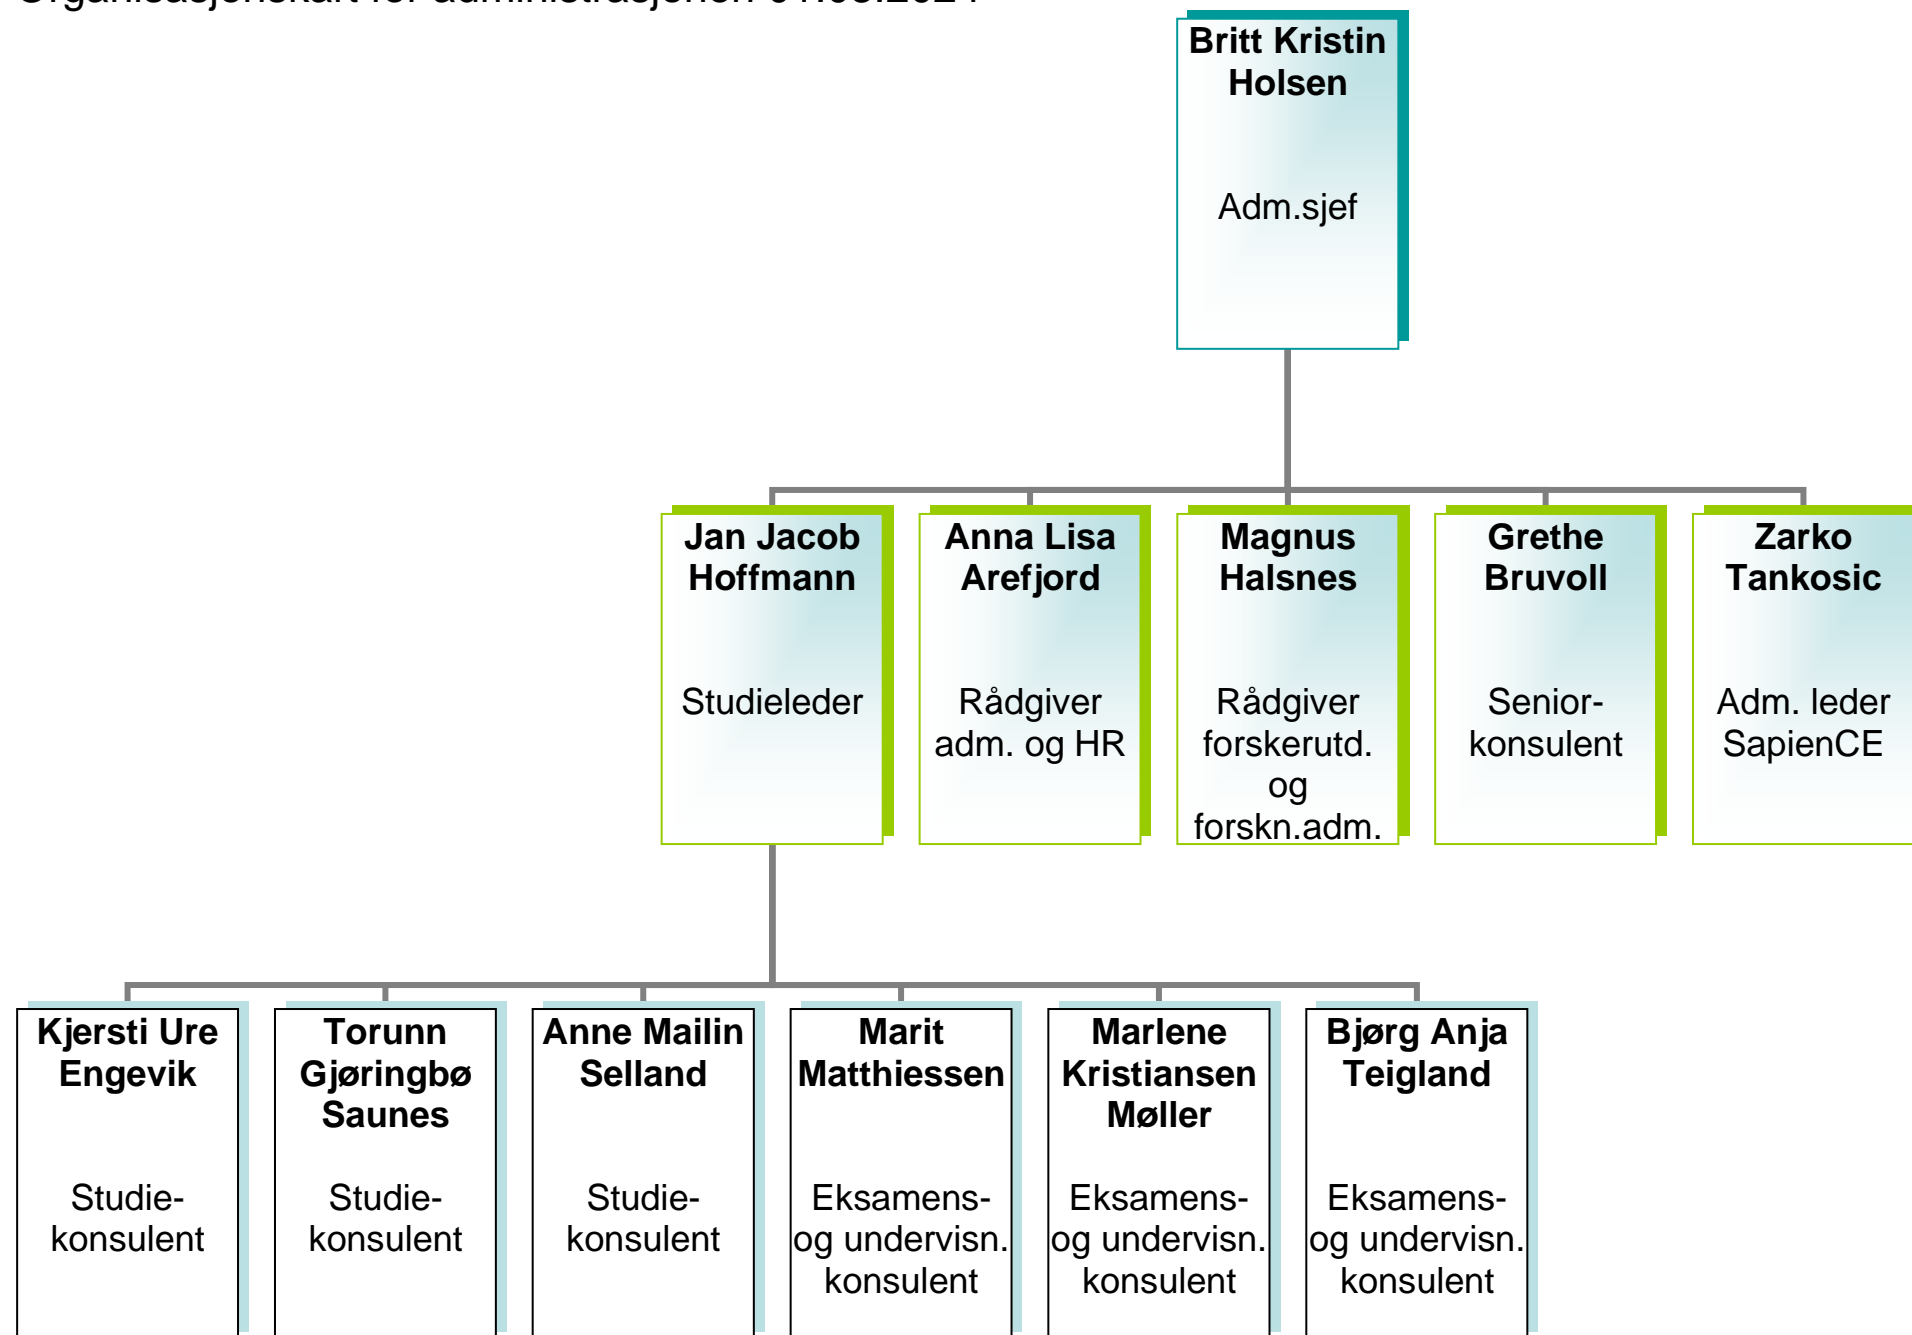 Organisasjonskart for administrasjonen
Britt Kristin
Holsen
Adm.sjef
Jan Jacob
Hoffmann
Studieleder
Anna Lisa
Arefjord
Rådgiver
adm. og HR
Magnus
Halsnes
Rådgiver
forskerutd.
og
forskn.adm.
Grethe
Bruvoll
Senior-
konsulent
Zarko
Tankosic
Adm. leder
SapienCE
Kjersti Ure
Engevik
Studie-
konsulent
Torunn
Gjøringbø
Saunes
Studie-
konsulent
Anne Mailin
Selland
Studie-
konsulent
Marit
Matthiessen
Eksamens-
og undervisn.
konsulent
Marlene
Kristiansen
Møller
Eksamens-
og undervisn.
konsulent
Bjørg Anja
Teigland
Eksamens-
og undervisn.
konsulent